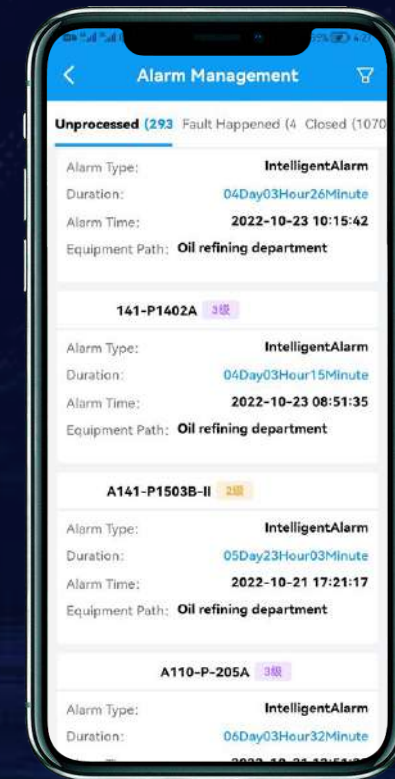 59% 4:27
Alarm Management
Unprocessed (293 Fault Happened (4 Closed (1070
Alarm Type: IntelligentAlarm
Duration: 04Day03Hour26Minute
Alarm Time: 2022-10-23 10:15:42
Equipment Path: Oil refining department
141-P1402A 3级
Alarm Type: IntelligentAlarm
Duration: 04Day03Hour15Minute
Alarm Time: 2022-10-23 08:51:35
Equipment Path: Oil refining department
A141-P1503B-II 2级
Alarm Type: IntelligentAlarm
Duration: 05Day23Hour03Minute
Alarm Time: 2022-10-21 17:21:17
Equipment Path: Oil refining department
A110-P-205A 3级
Alarm Type: IntelligentAlarm
Duration: 06Day03Hour32Minute